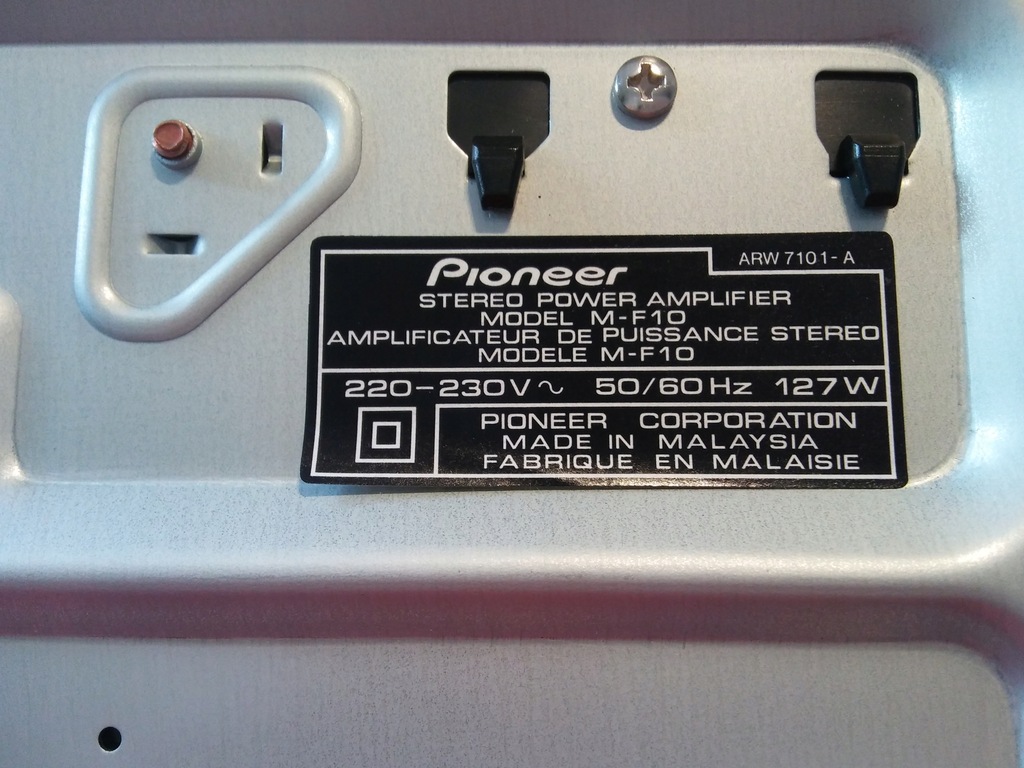 Pioneer
ARW 7101-A
STEREO POWER AMPLIFIER
MODEL M-F10
AMPLIFICATEUR DE PUISSANCE STEREO
MODELE M-F10
220-230V ∿ 50/60Hz 127W
PIONEER CORPORATION
MADE IN MALAYSIA
FABRIQUE EN MALAISIE